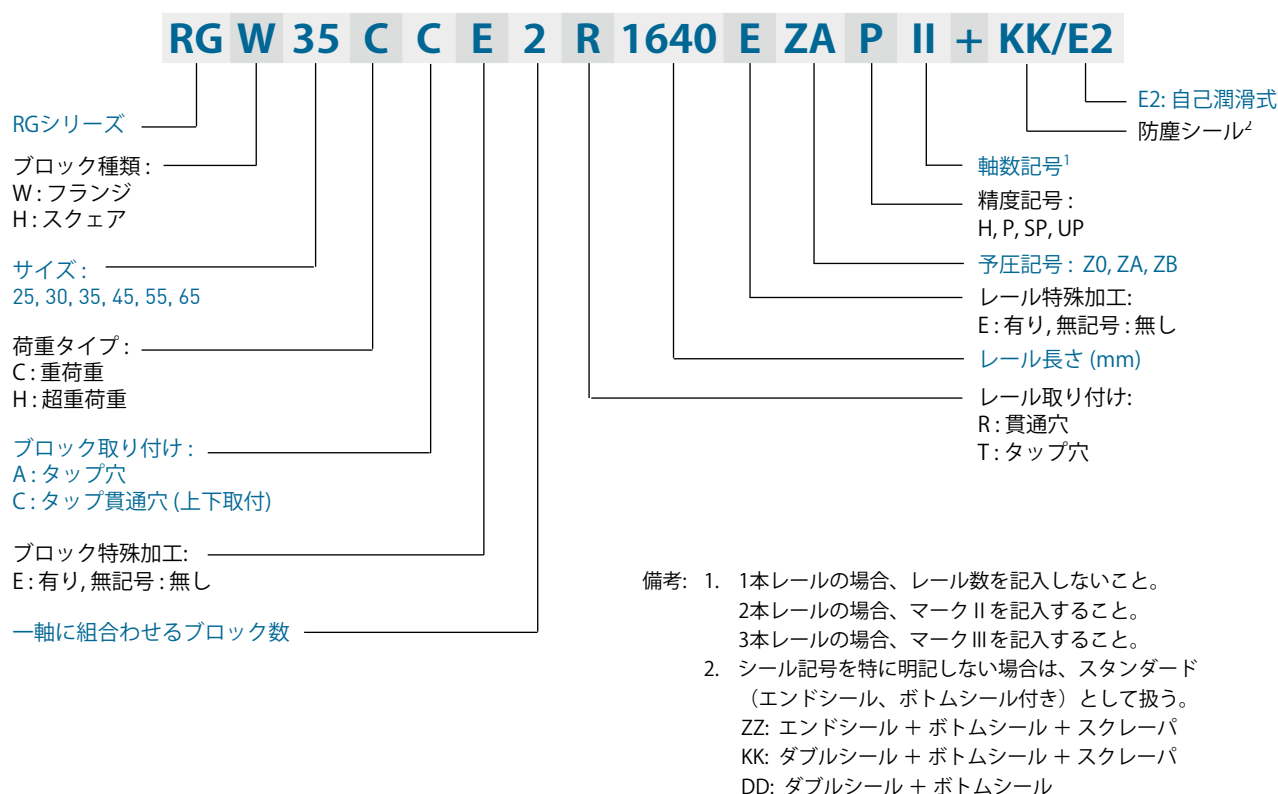 RG W 35 C C E 2 R 1640 E ZA P II + KK/E2
RGシリーズ
ブロック種類 :
W : フランジ
H : スクェア
サイズ :
25, 30, 35, 45, 55, 65
荷重タイプ :
C : 重荷重
H : 超重荷重
ブロック取り付け :
A : タップ穴
C : タップ貫通穴 (上下取付)
ブロック特殊加工:
E : 有り, 無記号 : 無し
一軸に組合わせるブロック数
E2: 自己潤滑式
防塵シール2
軸数記号1
精度記号 :
H, P, SP, UP
予圧記号 : Z0, ZA, ZB
レール特殊加工:
E : 有り, 無記号 : 無し
レール長さ (mm)
レール取り付け:
R : 貫通穴
T : タップ穴
備考: 1. 1本レールの場合、レール数を記入しないこと。
2本レールの場合、マークⅡを記入すること。
3本レールの場合、マークⅢを記入すること。
2. シール記号を特に明記しない場合は、スタンダード
（エンドシール、ボトムシール付き）として扱う。
ZZ: エンドシール ＋ ボトムシール ＋ スクレーパ
KK: ダブルシール ＋ ボトムシール ＋ スクレーパ
DD: ダブルシール ＋ ボトムシール